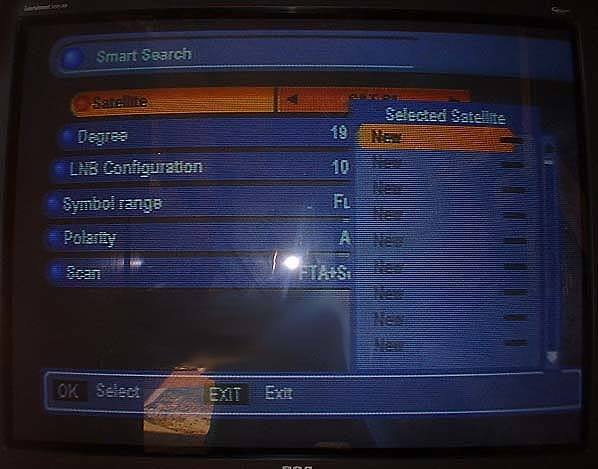 Smart Search
Satellite
Selected Satellite
Degree 19
New
LNB Configuration 10
New
New
Symbol range FL
New
Polarity A
New
New
Scan FTA+S
New
New
New
OK Select EXIT Exit